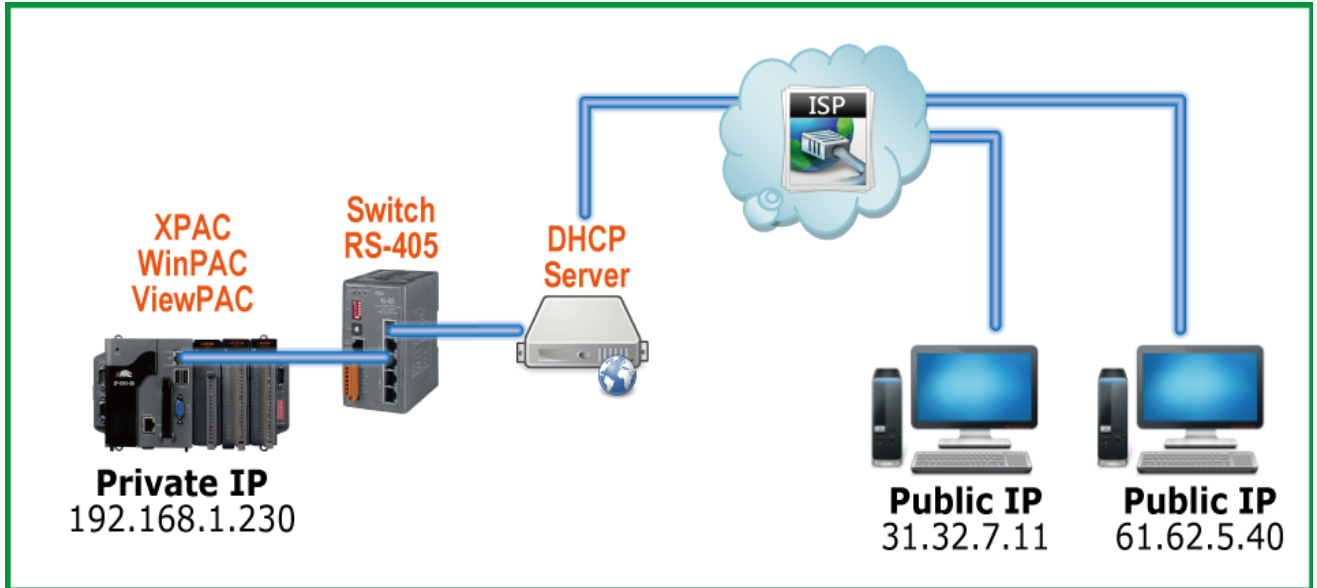 ISP
XPAC
WinPAC
ViewPAC
Switch
RS-405
DHCP
Server
Private IP
192.168.1.230
Public IP
31.32.7.11
Public IP
61.62.5.40